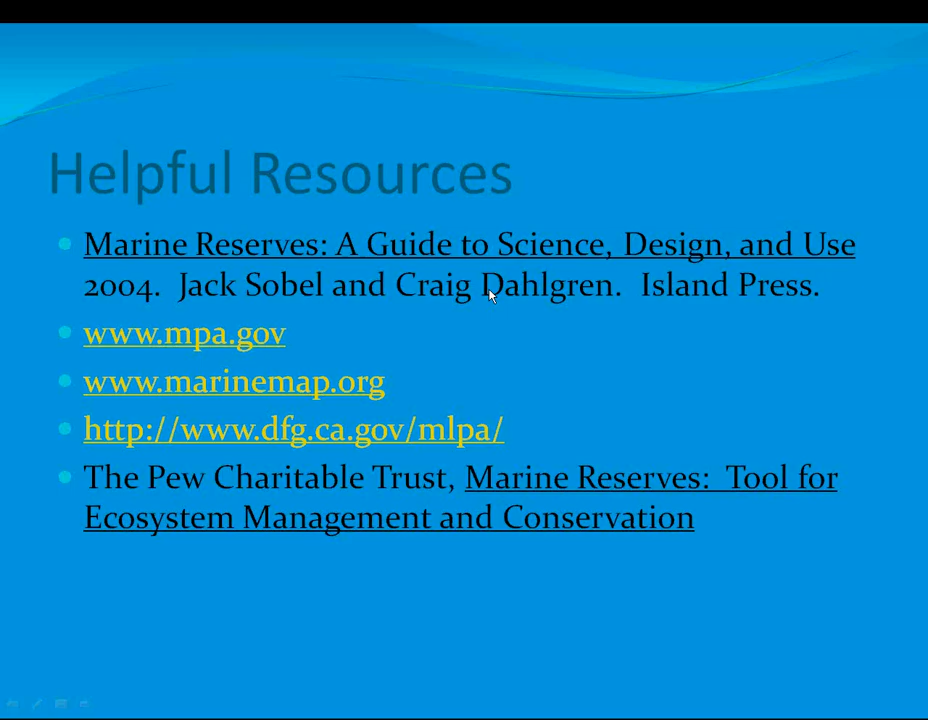 Helpful Resources
Marine Reserves: A Guide to Science, Design, and Use
2004.  Jack Sobel and Craig Dahlgren.  Island Press.
www.mpa.gov
www.marinemap.org
http://www.dfg.ca.gov/mlpa/
The Pew Charitable Trust, Marine Reserves:  Tool for
Ecosystem Management and Conservation